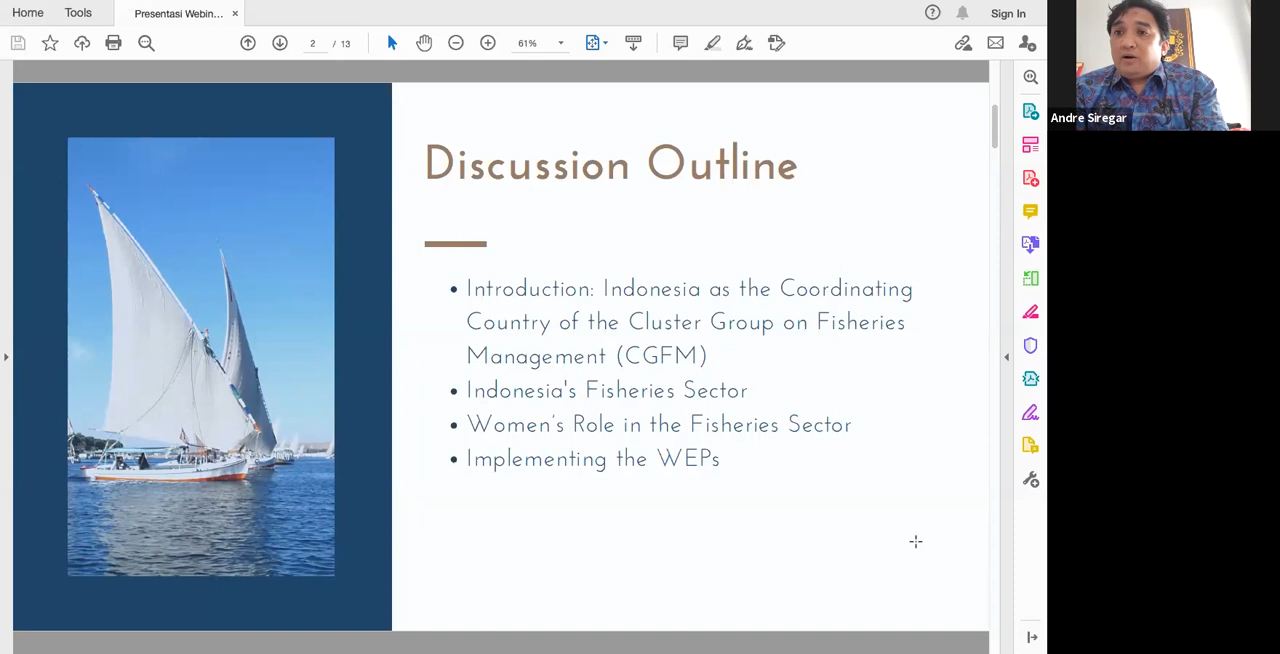 Home
Tools
Presentasi Webin...
×
Sign In
2
/ 13
61%
Andre Siregar
Discussion Outline
• Introduction: Indonesia as the Coordinating
Country of the Cluster Group on Fisheries
Management (CGFM)
• Indonesia's Fisheries Sector
• Women's Role in the Fisheries Sector
• Implementing the WEPs